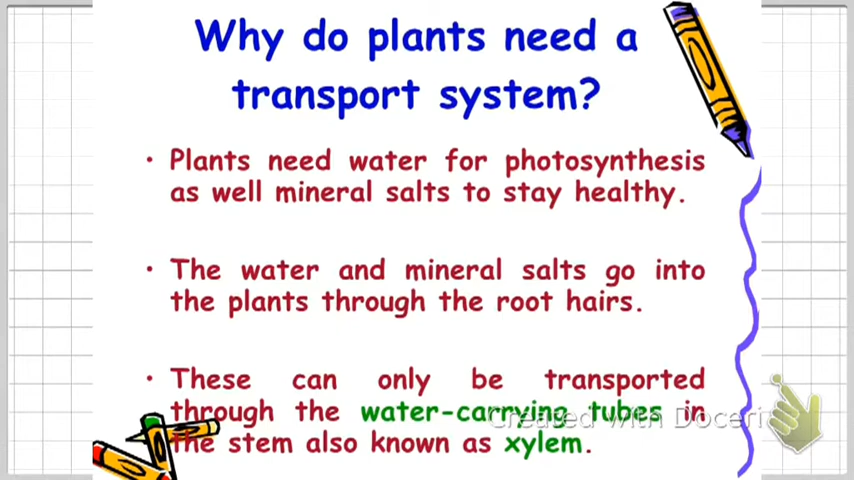 Why do plants need a
transport system?
• Plants need water for photosynthesis
as well mineral salts to stay healthy.
• The water and mineral salts go into
the plants through the root hairs.
• These can only be transported
through the water-carrying tubes in
the stem also known as xylem.
Created with Doceri